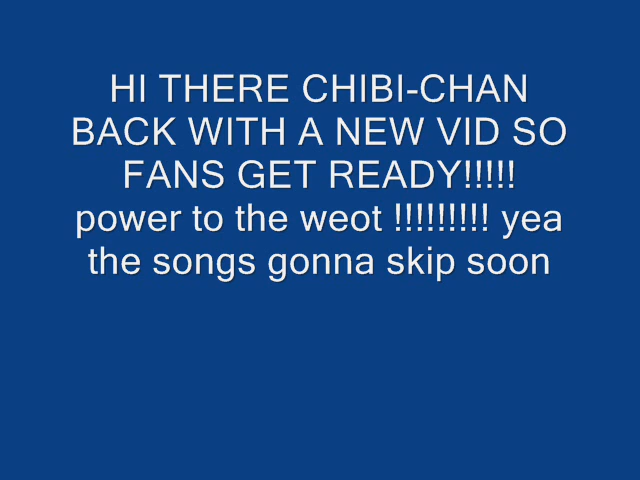 HI THERE CHIBI-CHAN
BACK WITH A NEW VID SO
FANS GET READY!!!!!
power to the weot !!!!!!!!! yea
the songs gonna skip soon